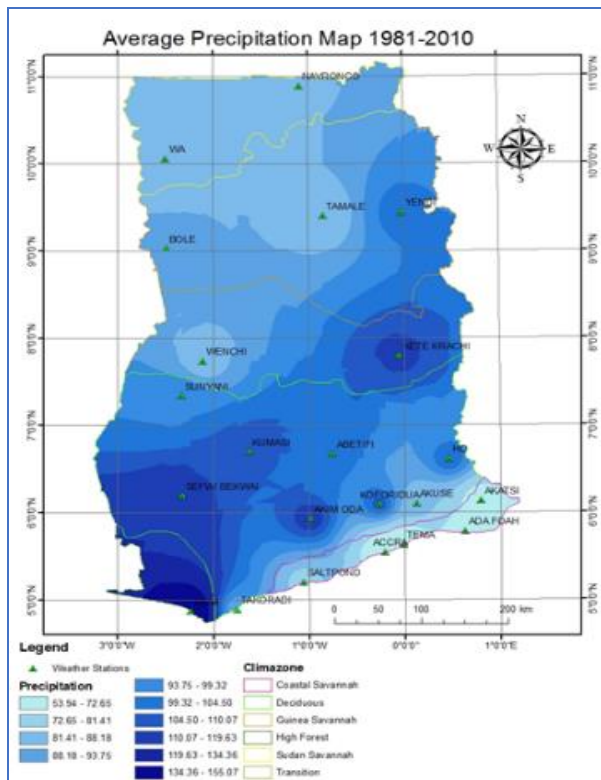 Average Precipitation Map 1981-2010
3°0'0"W 2°0'0"W 1°0'0"W 0°0'0" 1°0'0"E
11°0'0"N
10°0'0"N
9°0'0"N
8°0'0"N
7°0'0"N
6°0'0"N
5°0'0"N
N
W E
S
NAVRONGO
WA
TAMALE
YENDI
BOLE
WENCHI
KETE KRACHI
SUNYANI
KUMASI
ABETIFI
HO
SEFWI BEKWAI
AKIM ODA
KOFORIDUA
AKUSE
AKATSI
ADA FOAH
TEMA
ACCRA
SALTPOND
TAKORADI
0 40 80 160 200 km
Legend
Weather Stations
Precipitation
53.94 - 72.65
72.65 - 81.41
81.41 - 88.18
88.18 - 93.75
93.75 - 99.32
99.32 - 104.50
104.50 - 110.07
110.07 - 119.63
119.63 - 134.36
134.36 - 155.07
Climazone
Coastal Savannah
Deciduous
Guinea Savannah
High Forest
Sudan Savannah
Transition